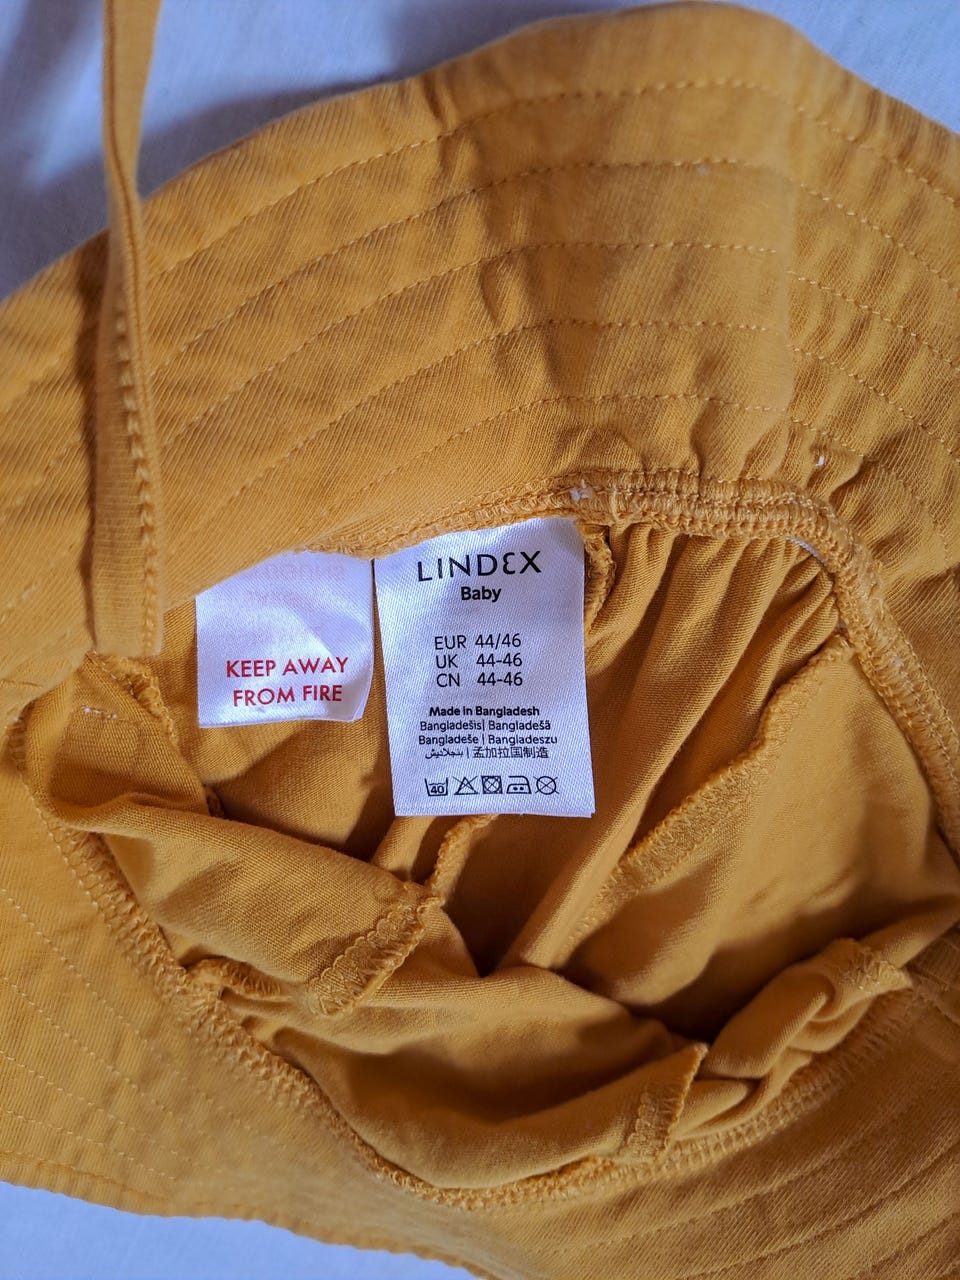 KEEP AWAY
FROM FIRE
LINDEX
Baby
EUR 44/46
UK 44-46
CN 44-46
Made in Bangladesh
Bangladešis| Bangladešā
Bangladeše | Bangladeszu
بنجلاديش | 孟加拉国制造
40